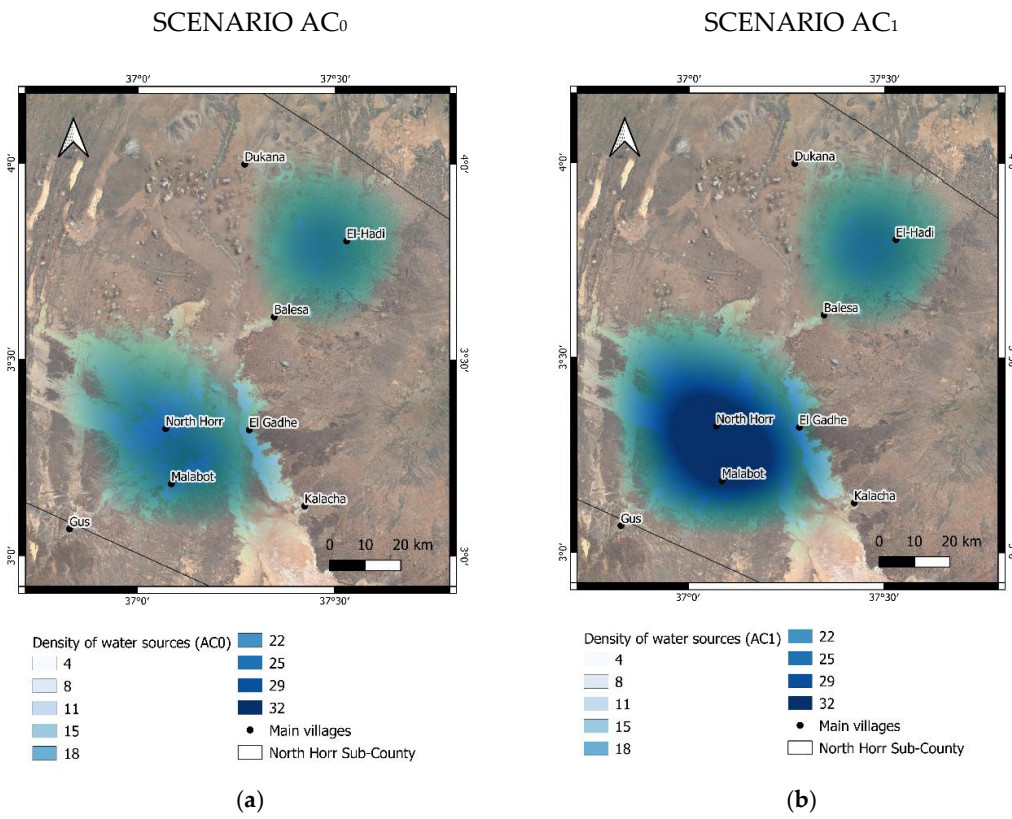 SCENARIO AC0
SCENARIO AC1
37°0'
37°30'
4°0'
3°30'
3°0'
Dukana
El-Hadi
Balesa
North Horr
El Gadhe
Malabot
Kalacha
Gus
0 10 20 km
37°0'
37°30'
4°0'
3°30'
3°0'
37°0'
37°30'
Dukana
El-Hadi
Balesa
North Horr
El Gadhe
Malabot
Kalacha
Gus
0 10 20 km
37°0'
37°30'
Density of water sources (AC0)
4
8
11
15
18
22
25
29
32
Main villages
North Horr Sub-County
Density of water sources (AC1)
4
8
11
15
18
22
25
29
32
Main villages
North Horr Sub-County
(a)
(b)